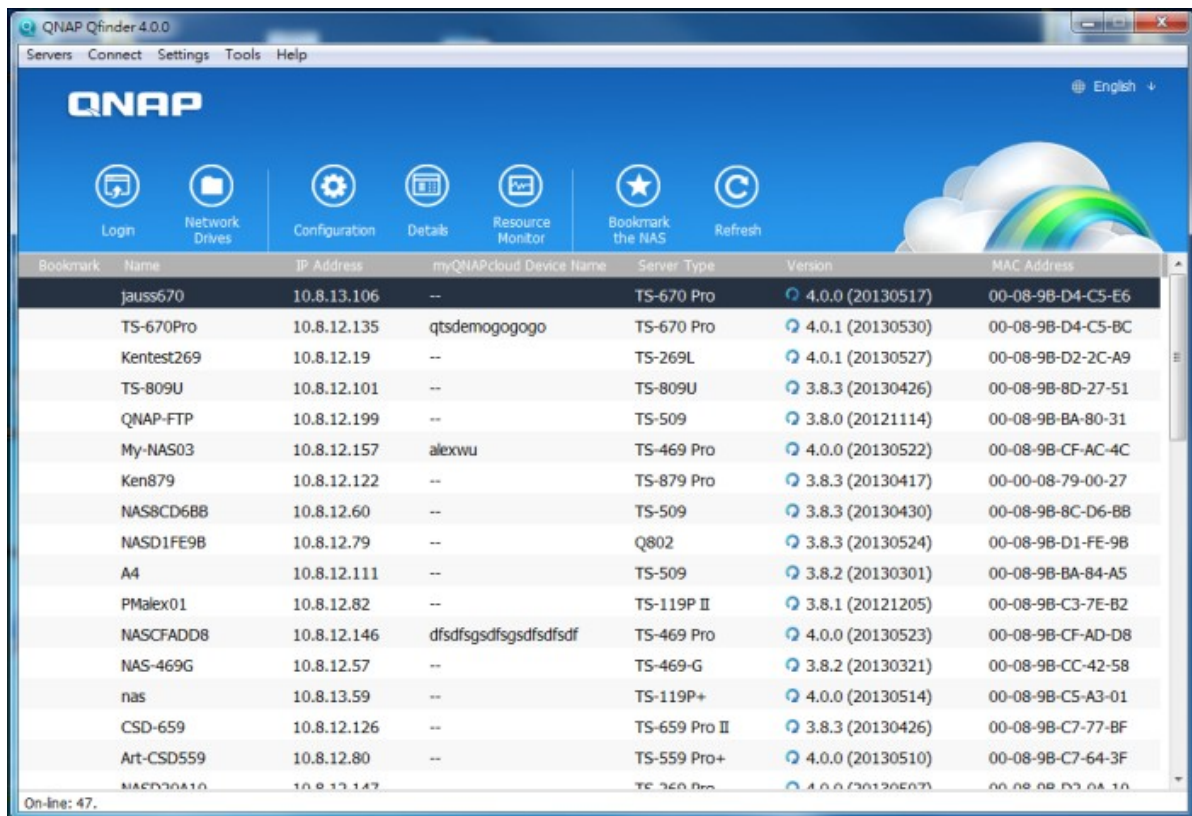 QNAP Qfinder 4.0.0
Servers Connect Settings Tools Help
English
QNAP
Login Network Drives Configuration Details Resource Monitor Bookmark the NAS Refresh
Bookmark Name IP Address myQNAPcloud Device Name Server Type Version MAC Address
jauss670 10.8.13.106 -- TS-670 Pro 4.0.0 (20130517) 00-08-9B-D4-C5-E6
TS-670Pro 10.8.12.135 qtsdemogogogo TS-670 Pro 4.0.1 (20130530) 00-08-9B-D4-C5-BC
Kentest269 10.8.12.19 -- TS-269L 4.0.1 (20130527) 00-08-9B-D2-2C-A9
TS-809U 10.8.12.101 -- TS-809U 3.8.3 (20130426) 00-08-9B-8D-27-51
QNAP-FTP 10.8.12.199 -- TS-509 3.8.0 (20121114) 00-08-9B-BA-80-31
My-NAS03 10.8.12.157 alexwu TS-469 Pro 4.0.0 (20130522) 00-08-9B-CF-AC-4C
Ken879 10.8.12.122 -- TS-879 Pro 3.8.3 (20130417) 00-00-08-79-00-27
NAS8CD6BB 10.8.12.60 -- TS-509 3.8.3 (20130430) 00-08-9B-8C-D6-BB
NASD1FE9B 10.8.12.79 -- Q802 3.8.3 (20130524) 00-08-9B-D1-FE-9B
A4 10.8.12.111 -- TS-509 3.8.2 (20130301) 00-08-9B-BA-84-A5
PMalex01 10.8.12.82 -- TS-119P II 3.8.1 (20121205) 00-08-9B-C3-7E-B2
NASCFADD8 10.8.12.146 dfsdfsgsdfsgsdfsdfsdf TS-469 Pro 4.0.0 (20130523) 00-08-9B-CF-AD-D8
NAS-469G 10.8.12.57 -- TS-469-G 3.8.2 (20130321) 00-08-9B-CC-42-58
nas 10.8.13.59 -- TS-119P+ 4.0.0 (20130514) 00-08-9B-C5-A3-01
CSD-659 10.8.12.126 -- TS-659 Pro II 3.8.3 (20130426) 00-08-9B-C7-77-BF
Art-CSD559 10.8.12.80 -- TS-559 Pro+ 4.0.0 (20130510) 00-08-9B-C7-64-3F
On-line: 47.